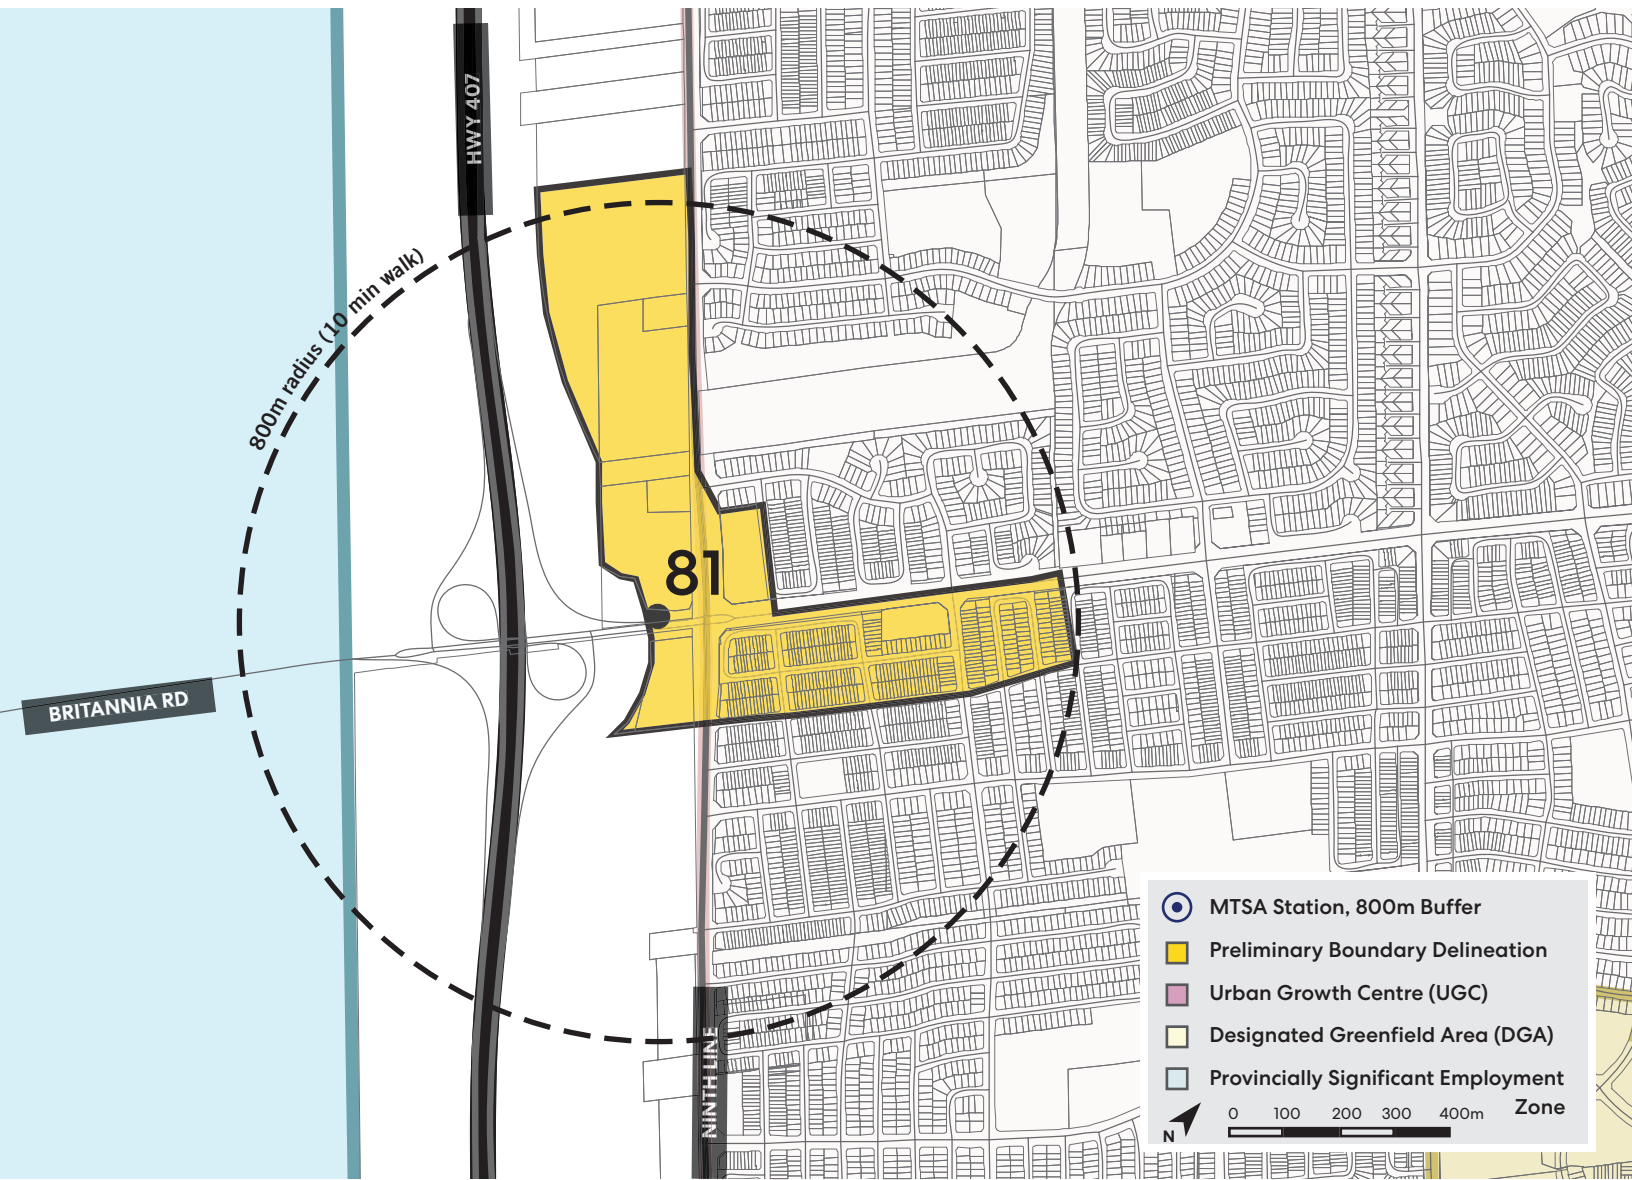 HWY 407
800m radius (10 min walk)
81
BRITANNIA RD
NINTH LINE
MTSA Station, 800m Buffer
Preliminary Boundary Delineation
Urban Growth Centre (UGC)
Designated Greenfield Area (DGA)
Provincially Significant Employment
Zone
0 100 200 300 400m
N